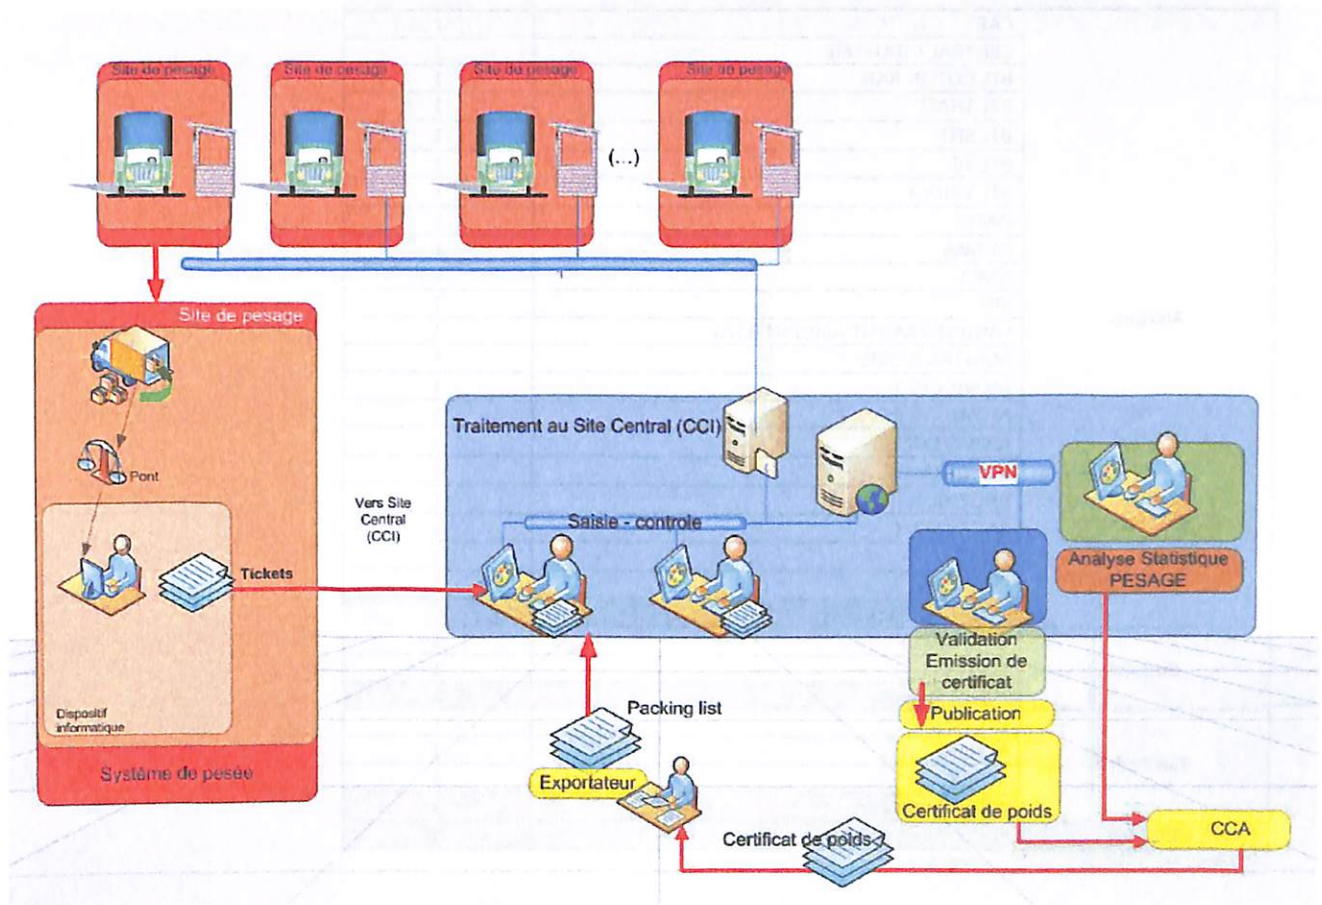 Site de pesage
Site de pesage
Site de pesage
Site de pesage
(...)
Site de pesage
Pont
Tickets
Dispositif
informatique
Système de pesée
Vers Site
Central
(CCI)
Traitement au Site Central (CCI)
Saisie - controle
VPN
Analyse Statistique
PESAGE
Validation
Emission de
certificat
Publication
Certificat de poids
Packing list
Exportateur
Certificat de poids
CCA